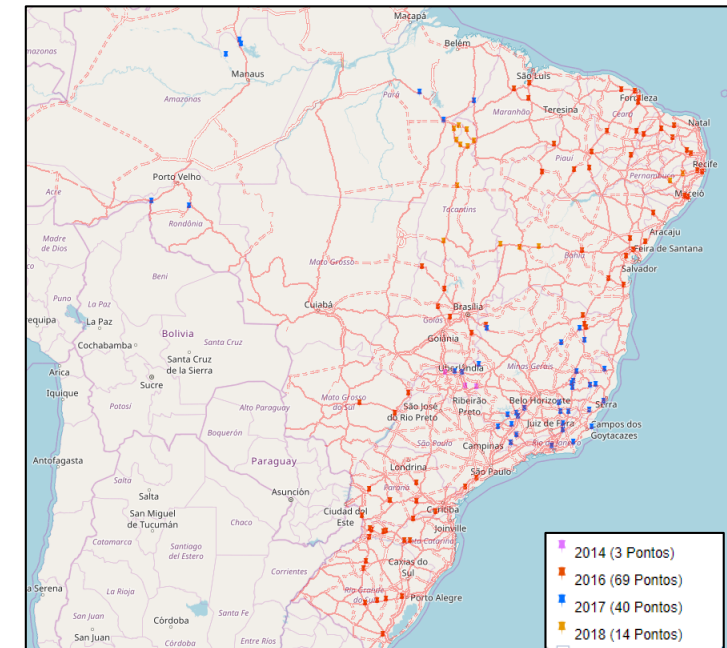 Macapá
Belém
Amazonas
São Luís
Manaus
Fortaleza
Pará
Maranhão
Teresina
Ceará
Amazonas
Natal
Piauí
Porto Velho
Recife
Pernambuco
Acre
Maceió
Tocantins
Rondônia
Aracaju
Madre
de Dios
Mato Grosso
Bahia
Feira de Santana
Beni
Salvador
Puno
La Paz
Cuiabá
Brasília
equipa
La Paz
Bolivia
Goiás
Santa Cruz
Goiânia
Cochabamba
Arica
Santa Cruz
de la Sierra
Uberlândia
Minas Gerais
Iquique
Sucre
Mato Grosso
do Sul
Ribeirão
Preto
Belo Horizonte
Serra
Potosí
Alto Paraguay
São José
do Rio Preto
Juiz de Fora
Campos dos
Goytacazes
Boquerón
São Paulo
Campinas
Rio de Janeiro
Antofagasta
Paraguay
Londrina
São Paulo
Salta
Asunción
Paraná
Salta
Ciudad del
Este
Curitiba
San Miguel
de Tucumán
Chaco
Joinville
Catamarca
Santiago
del Estero
Santa Catarina
Corrientes
Caxias do
Sul
La Rioja
Rio Grande
do Sul
Porto Alegre
La Serena
Santa Fe
San Juan
Córdoba
San Juan
Córdoba
Entre Ríos
2014 (3 Pontos)
2016 (69 Pontos)
2017 (40 Pontos)
2018 (14 Pontos)